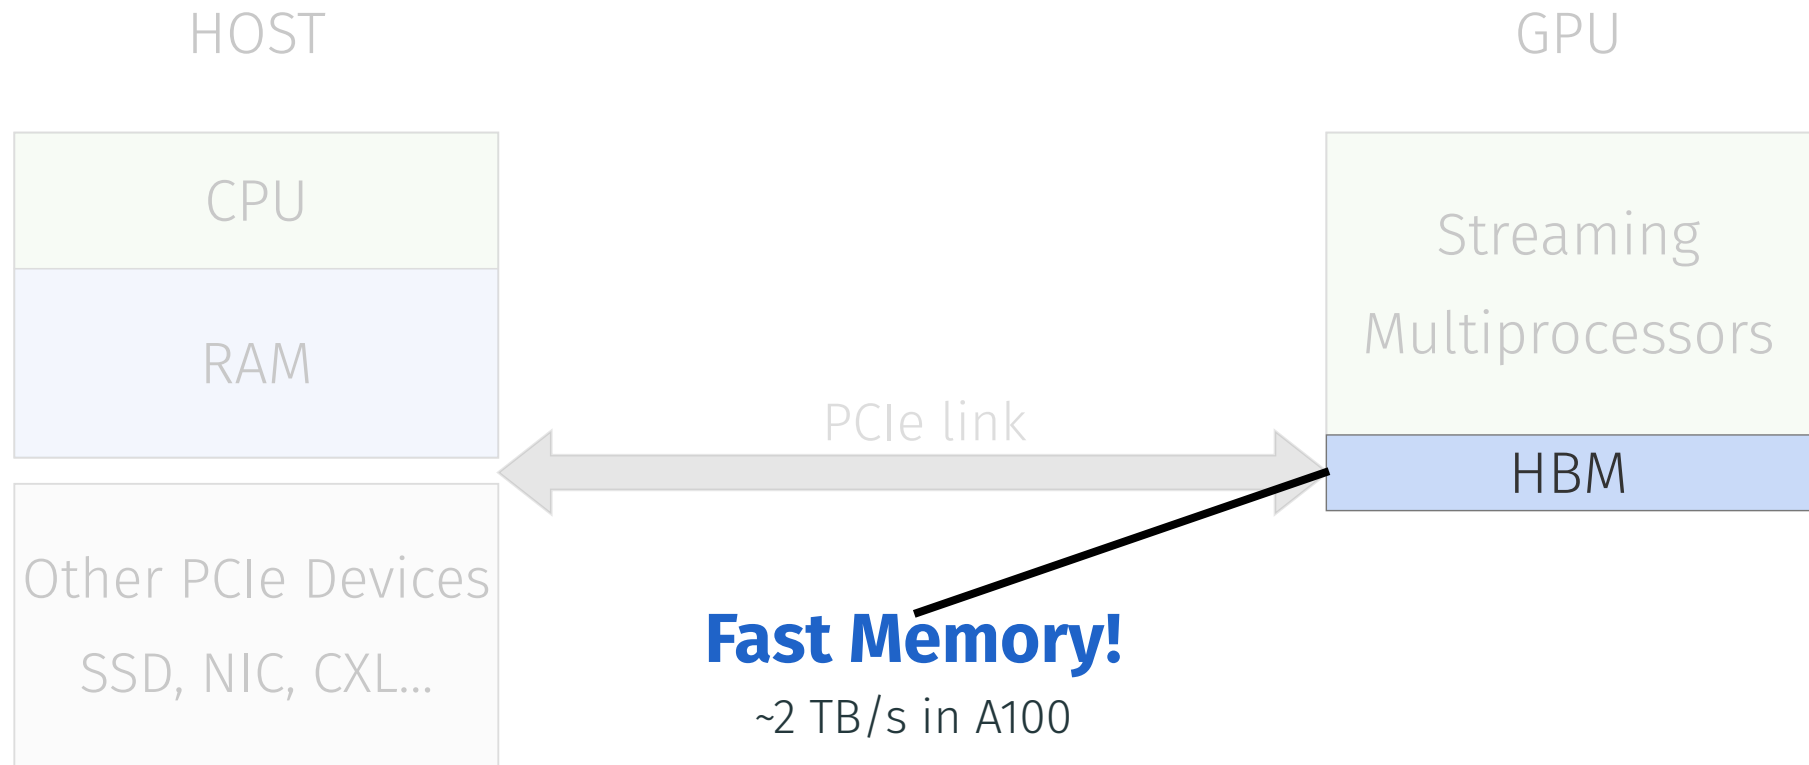 HOST
GPU
CPU
RAM
Streaming
Multiprocessors
PCIe link
HBM
Other PCIe Devices
SSD, NIC, CXL...
Fast Memory!
~2 TB/s in A100